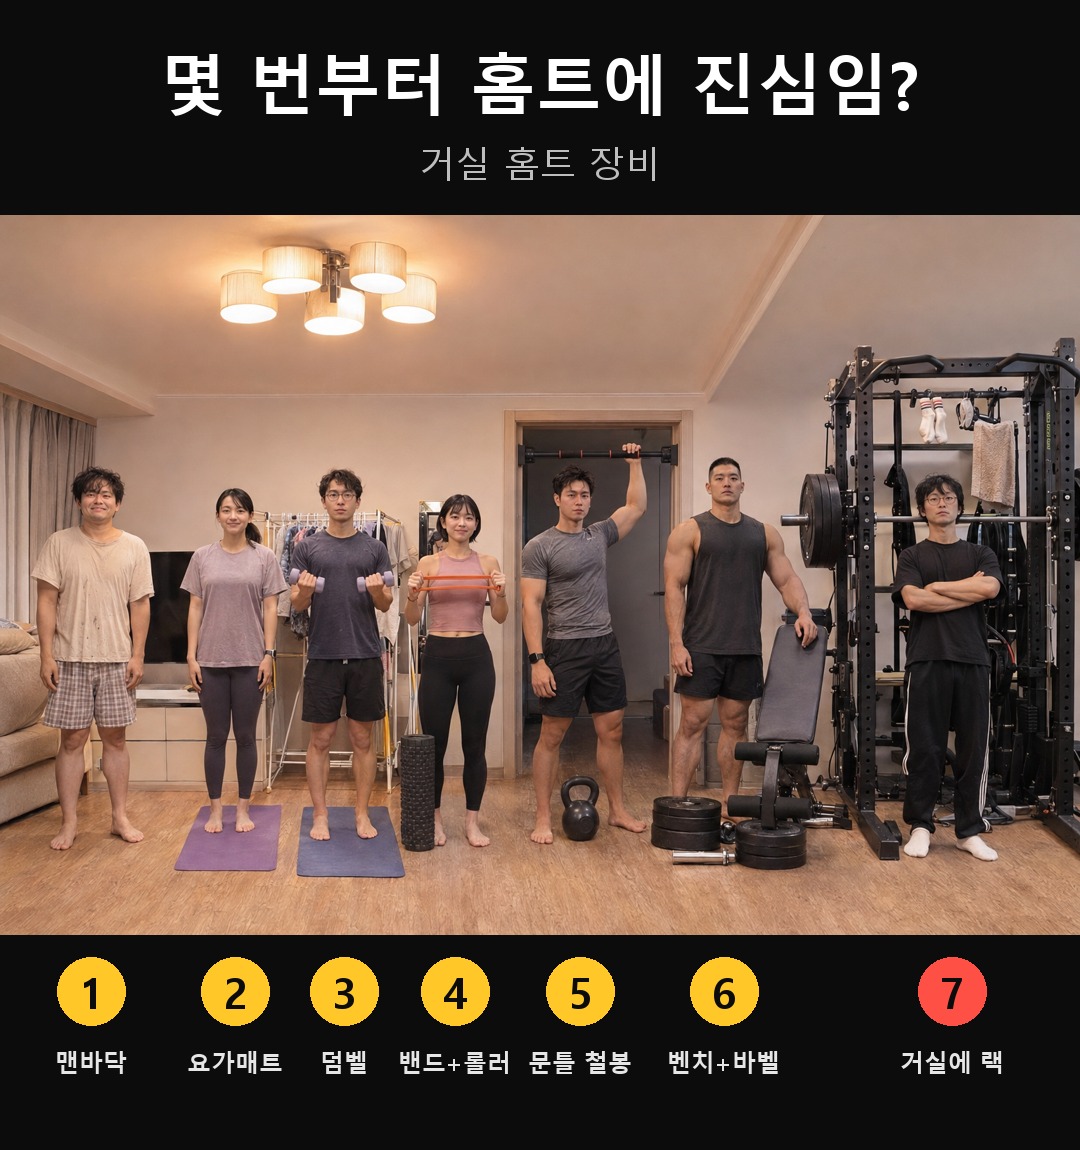 몇 번부터 홈트에 진심임?
거실 홈트 장비
1 2 3 4 5 6 7
맨바닥 요가매트 덤벨 밴드+롤러 문틀 철봉 벤치+바벨 거실에 랙